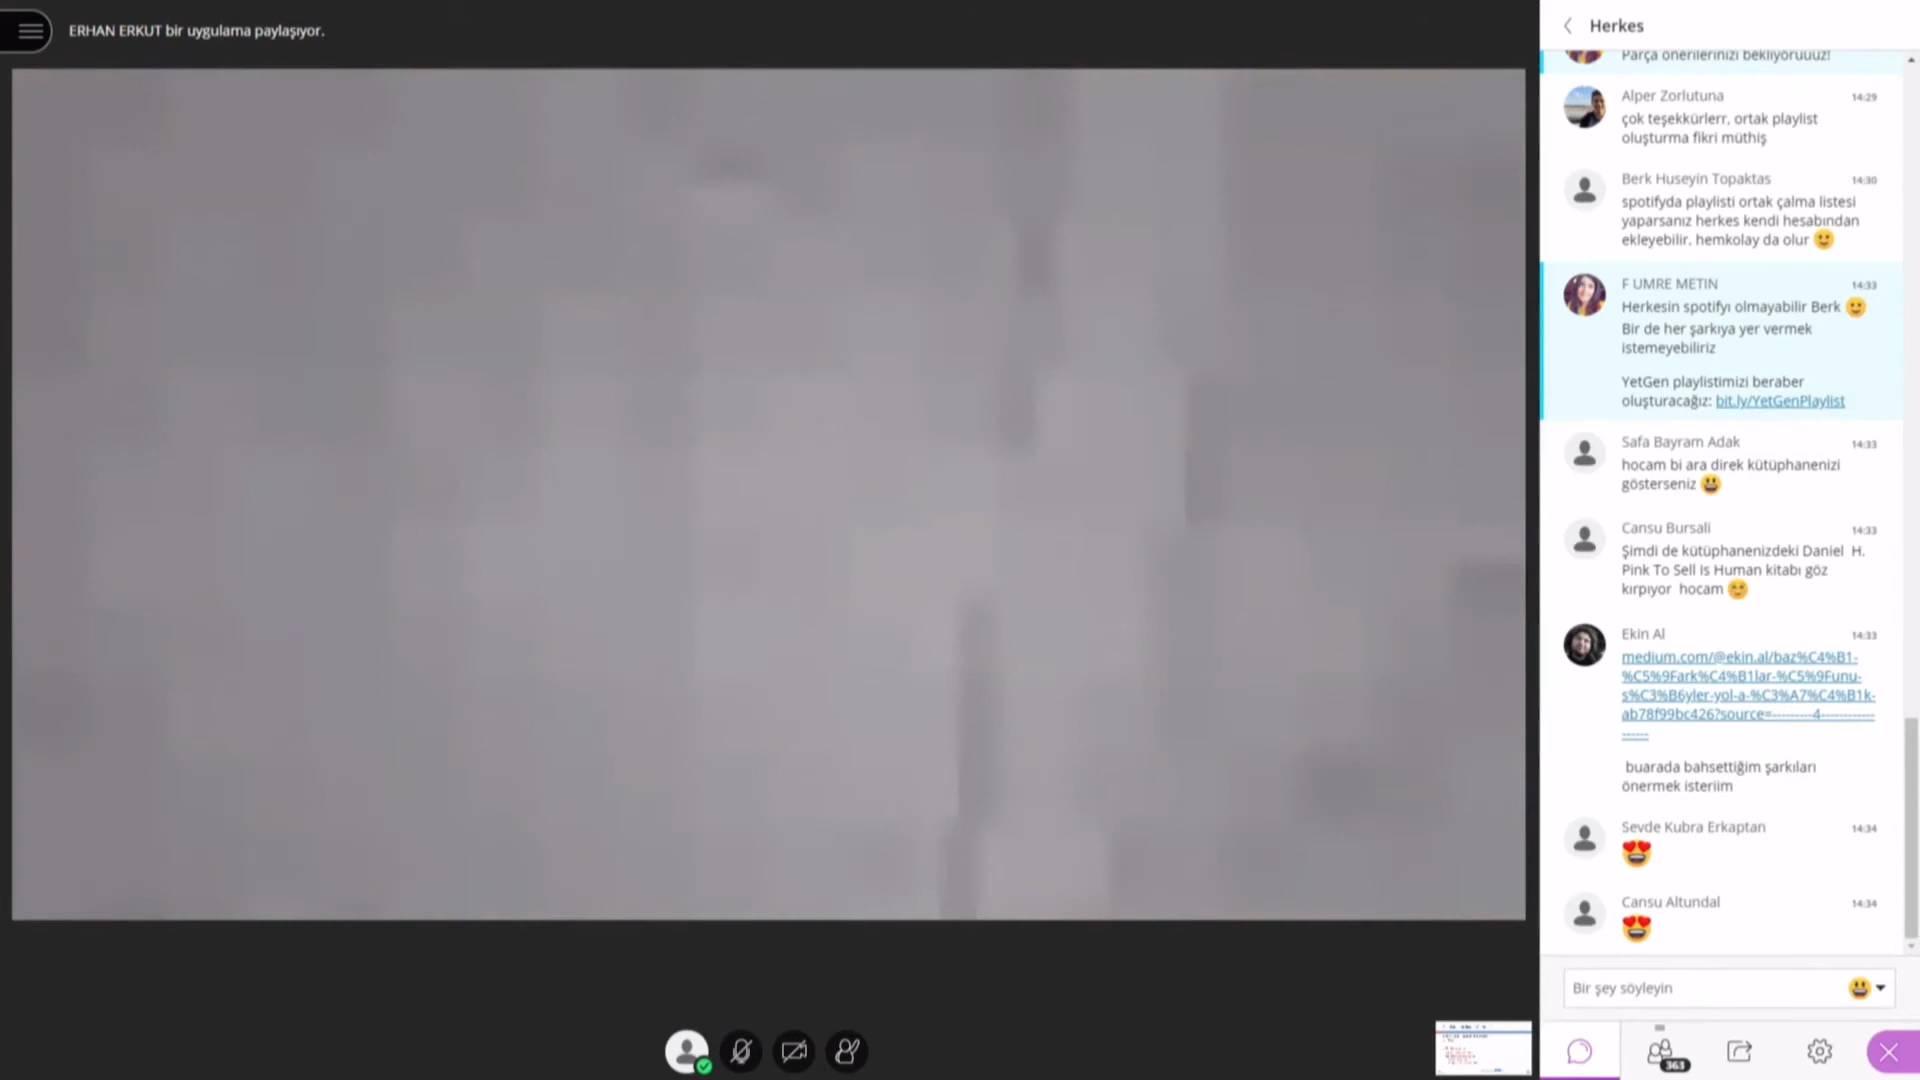 ERHAN ERKUT bir uygulama paylaşıyor.
Herkes
Parça önerilerinizi bekliyoruuuz!
Alper Zorlutuna 14:29
çok teşekkürlerr, ortak playlist
oluşturma fikri müthiş
Berk Huseyin Topaktas 14:30
spotifyda playlisti ortak çalma listesi
yaparsanız herkes kendi hesabından
ekleyebilir. hemkolay da olur
F UMRE METIN 14:33
Herkesin spotifyı olmayabilir Berk
Bir de her şarkıya yer vermek
istemeyebiliriz
YetGen playlistimizi beraber
oluşturacağız: bit.ly/YetGenPlaylist
Safa Bayram Adak 14:33
hocam bi ara direk kütüphanenizi
gösterseniz
Cansu Bursali 14:33
Şimdi de kütüphanenizdeki Daniel H.
Pink To Sell Is Human kitabı göz
kırpıyor hocam
Ekin Al 14:33
medium.com/@ekin.al/baz%C4%B1-
%C5%9Fark%C4%B1lar-%C5%9Funu-
s%C3%B6yler-yol-a-%C3%A7%C4%B1k-
ab78f99bc426?source=---------4------------
------
buarada bahsettiğim şarkıları
önermek isteriim
Sevde Kubra Erkaptan 14:34
Cansu Altundal 14:34
Bir şey söyleyin
363